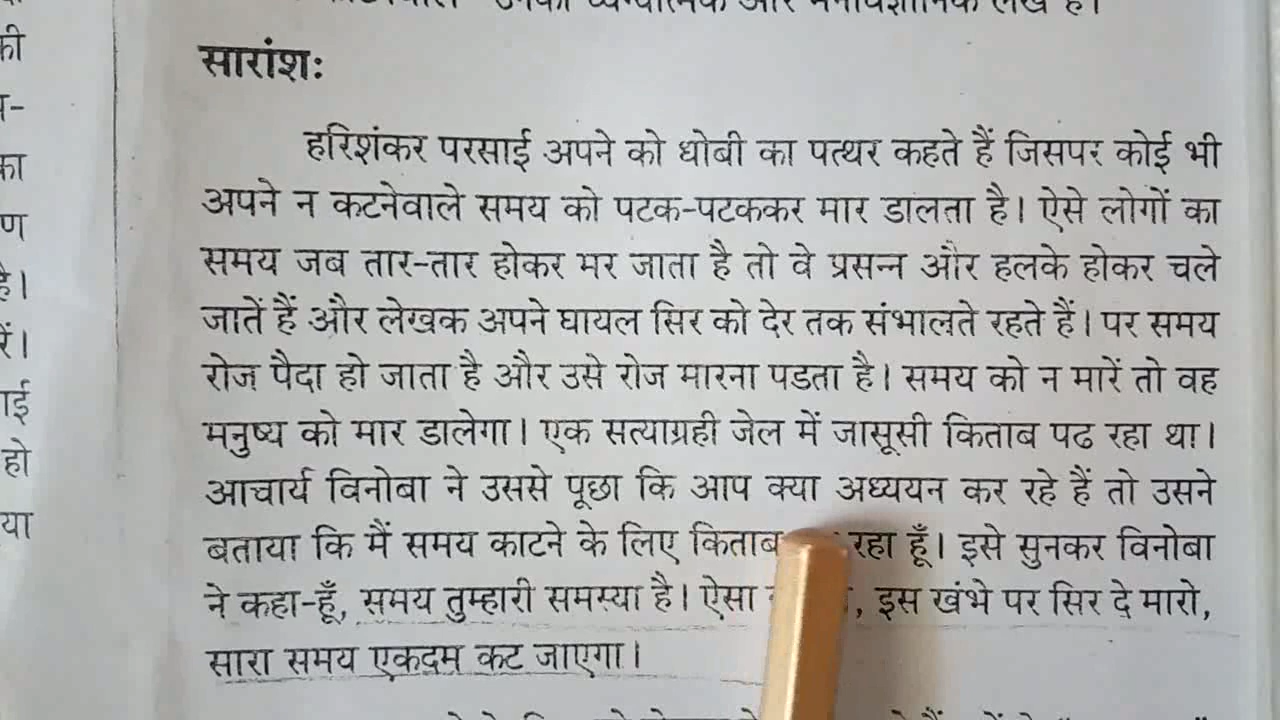 सारांशः
हरिशंकर परसाई अपने को धोबी का पत्थर कहते हैं जिसपर कोई भी
अपने न कटनेवाले समय को पटक-पटककर मार डालता है। ऐसे लोगों का
समय जब तार-तार होकर मर जाता है तो वे प्रसन्न और हलके होकर चले
जातें हैं और लेखक अपने घायल सिर को देर तक संभालते रहते हैं। पर समय
रोज पैदा हो जाता है और उसे रोज मारना पडता है। समय को न मारें तो वह
मनुष्य को मार डालेगा। एक सत्याग्रही जेल में जासूसी किताब पढ रहा था।
आचार्य विनोबा ने उससे पूछा कि आप क्या अध्ययन कर रहे हैं तो उसने
बताया कि मैं समय काटने के लिए किताब रहा हूँ। इसे सुनकर विनोबा
ने कहा-हूँ, समय तुम्हारी समस्या है। ऐसा , इस खंभे पर सिर दे मारो,
सारा समय एकदम कट जाएगा।